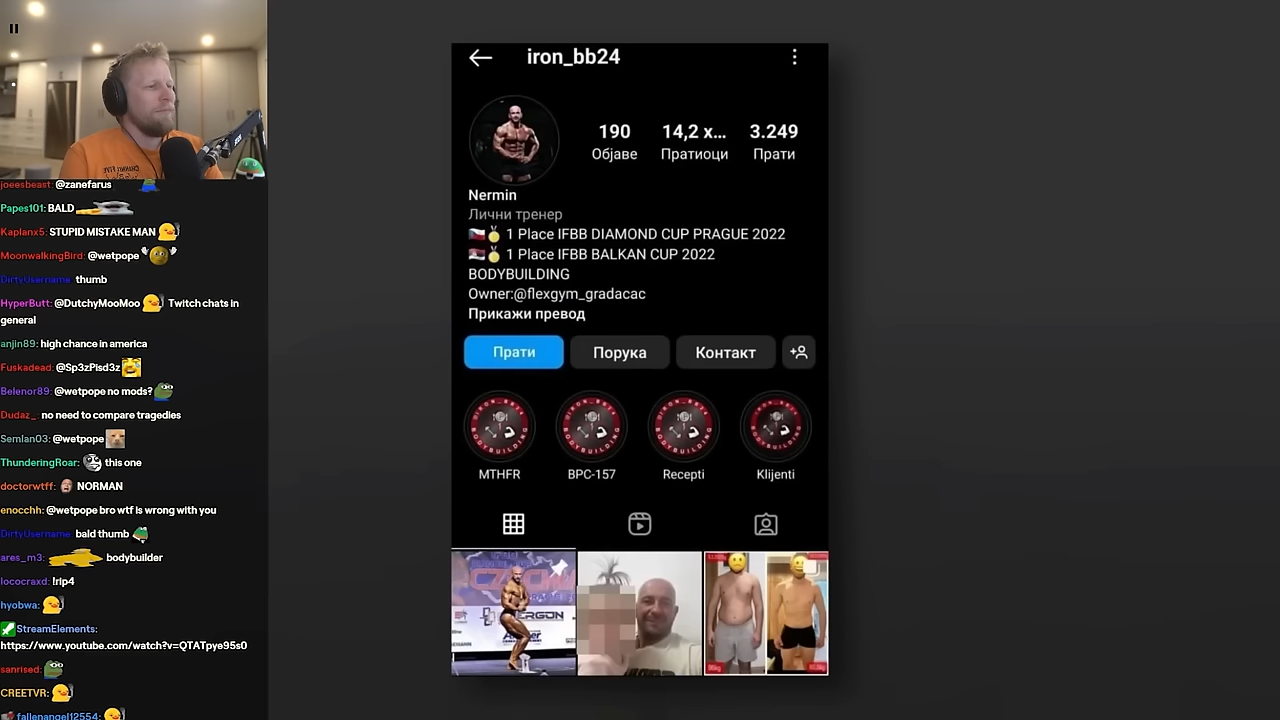 joeesbeast: @zanefarus
Papes101: BALD
Kaplanx5: STUPID MISTAKE MAN
MoonwalkingBird: @wetpope
DirtyUsername: thumb
HyperButt: @DutchyMooMoo Twitch chats in
general
anjin89: high chance in america
Fuskadead: @Sp3zPisd3z
Belenor89: @wetpope no mods?
Dudaz_: no need to compare tragedies
Semlan03: @wetpope
ThunderingRoar: this one
doctorwtff: NORMAN
enocchh: @wetpope bro wtf is wrong with you
DirtyUsername: bald thumb
ares_m3: bodybuilder
lococraxd: !rip4
hyobwa:
StreamElements:
https://www.youtube.com/watch?v=QTATpye95s0
sanrised:
CREETVR:
fallenangel12554:
iron_bb24
190 14,2 х... 3.249
Објаве Пратиоци Прати
Nermin
Лични тренер
1 Place IFBB DIAMOND CUP PRAGUE 2022
1 Place IFBB BALKAN CUP 2022
BODYBUILDING
Owner:@flexgym_gradacac
Прикажи превод
Прати Порука Контакт
MTHFR BPC-157 Recepti Klijenti